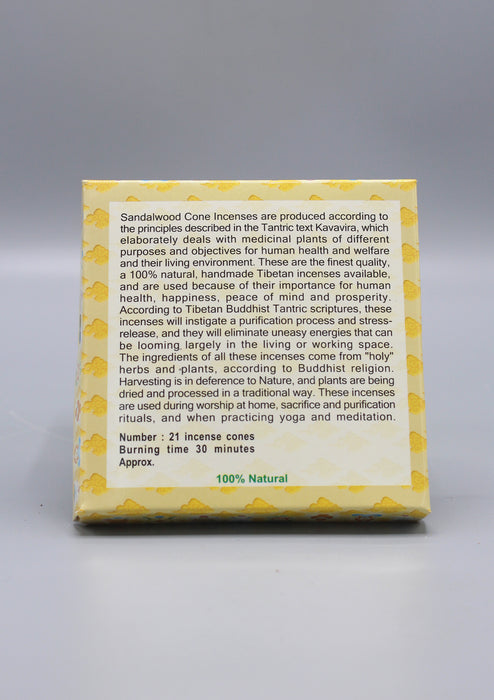 Sandalwood Cone Incenses are produced according to
the principles described in the Tantric text Kavavira, which
elaborately deals with medicinal plants of different
purposes and objectives for human health and welfare
and their living environment. These are the finest quality,
a 100% natural, handmade Tibetan incenses available,
and are used because of their importance for human
health, happiness, peace of mind and prosperity.
According to Tibetan Buddhist Tantric scriptures, these
incenses will instigate a purification process and stress-
release, and they will eliminate uneasy energies that can
be looming largely in the living or working space.
The ingredients of all these incenses come from "holy"
herbs and plants, according to Buddhist religion.
Harvesting is in deference to Nature, and plants are being
dried and processed in a traditional way. These incenses
are used during worship at home, sacrifice and purification
rituals, and when practicing yoga and meditation.
Number : 21 incense cones
Burning time 30 minutes
Approx.
100% Natural